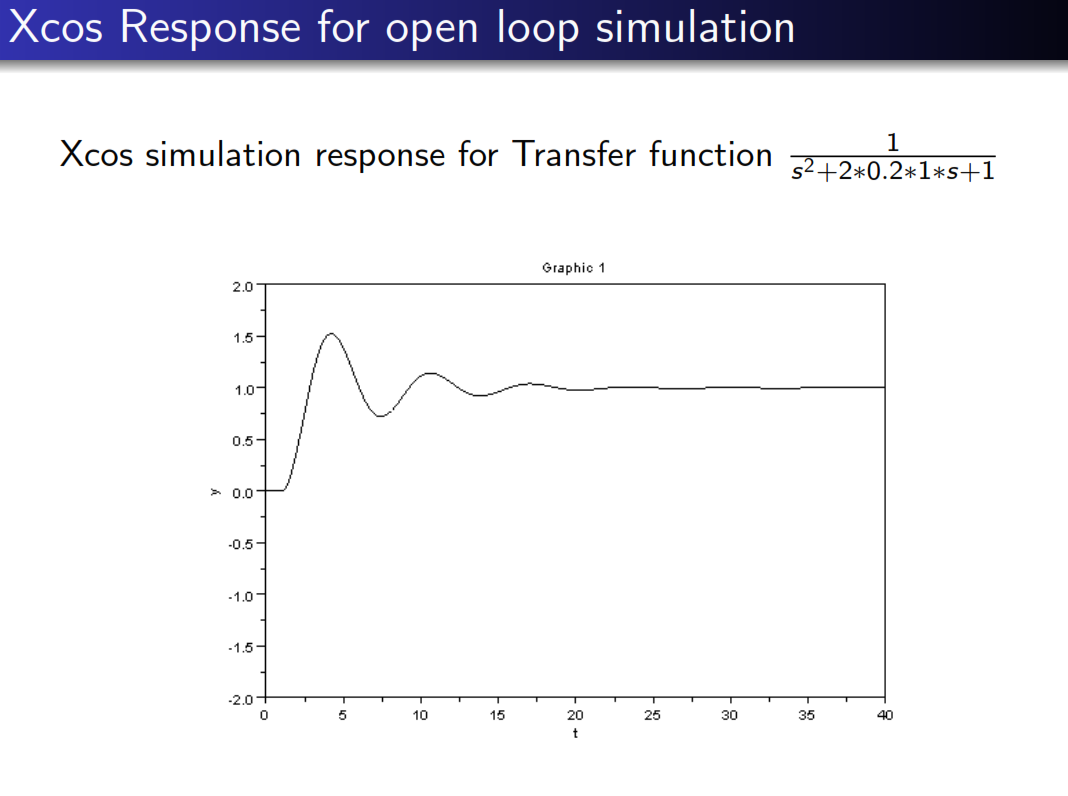 Xcos Response for open loop simulation
Xcos simulation response for Transfer function 1/(s²+2*0.2*1*s+1)
Graphic 1
2.0
1.5
1.0
0.5
0.0
y
-0.5
-1.0
-1.5
-2.0
0 5 10 15 20 25 30 35 40
t